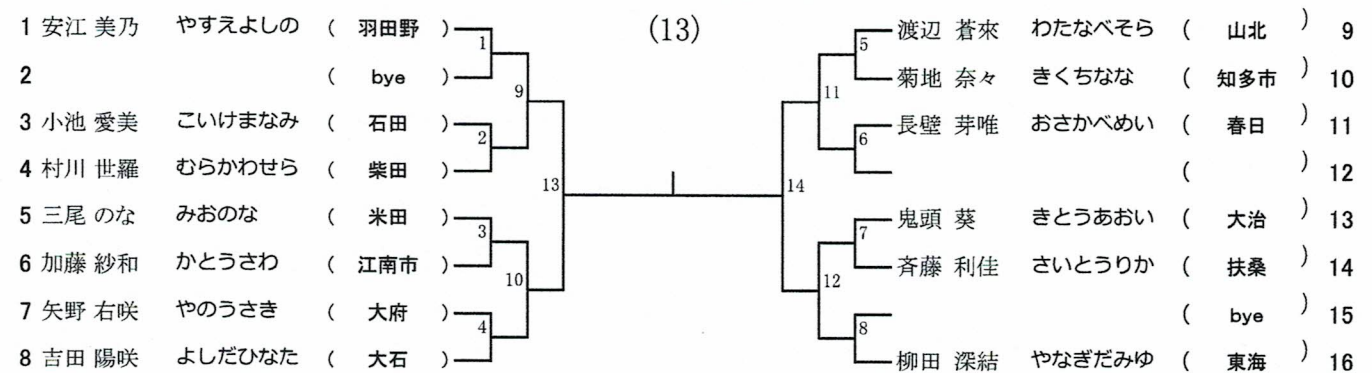 (13)
1 安江 美乃 やすえよしの ( 羽田野 )
2 ( bye )
3 小池 愛美 こいけまなみ ( 石田 )
4 村川 世羅 むらかわせら ( 柴田 )
5 三尾 のな みおのな ( 米田 )
6 加藤 紗和 かとうさわ ( 江南市 )
7 矢野 右咲 やのうさき ( 大府 )
8 吉田 陽咲 よしだひなた ( 大石 )
1
2
3
4
9
10
13
14
11
12
5
6
7
8
渡辺 蒼來 わたなべそら ( 山北 ) 9
菊地 奈々 きくちなな ( 知多市 ) 10
長壁 芽唯 おさかべめい ( 春日 ) 11
( ) 12
鬼頭 葵 きとうあおい ( 大治 ) 13
斉藤 利佳 さいとうりか ( 扶桑 ) 14
( bye ) 15
柳田 深結 やなぎだみゆ ( 東海 ) 16